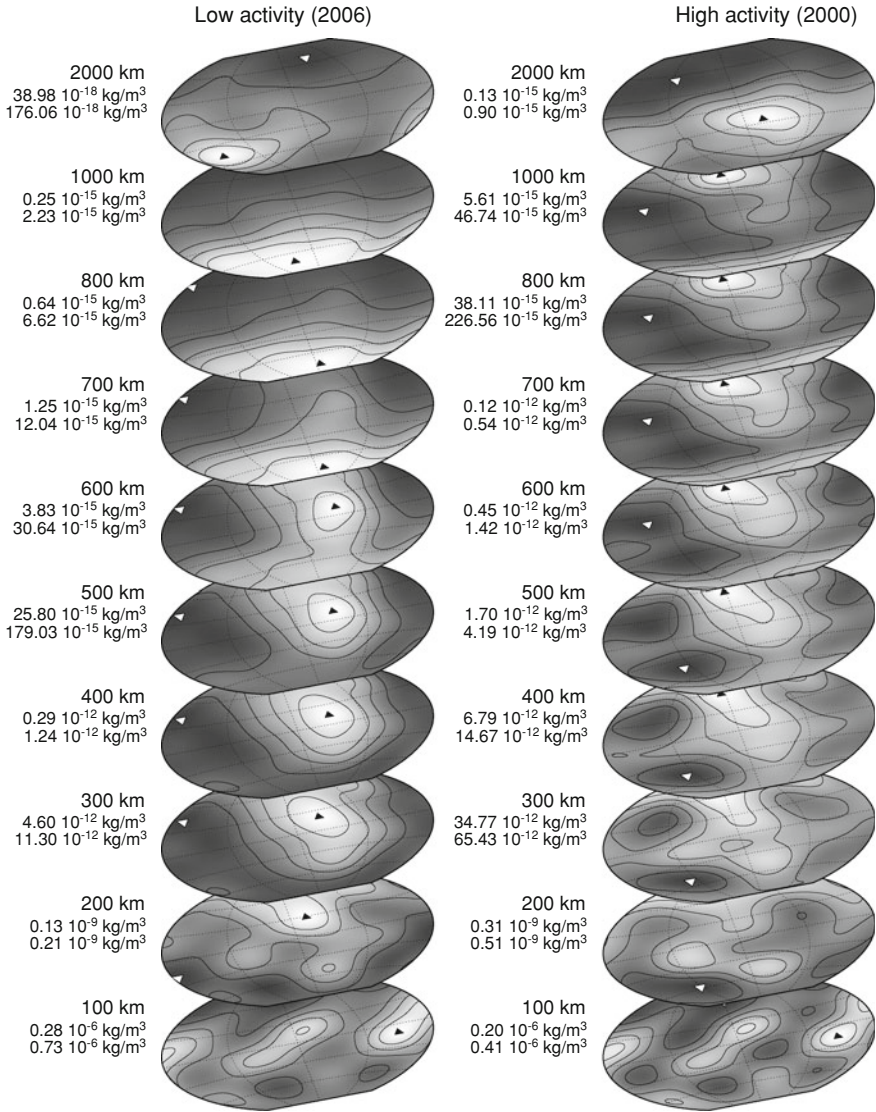 Low activity (2006)
2000 km
38.98 10⁻¹⁸ kg/m³
176.06 10⁻¹⁸ kg/m³
1000 km
0.25 10⁻¹⁵ kg/m³
2.23 10⁻¹⁵ kg/m³
800 km
0.64 10⁻¹⁵ kg/m³
6.62 10⁻¹⁵ kg/m³
700 km
1.25 10⁻¹⁵ kg/m³
12.04 10⁻¹⁵ kg/m³
600 km
3.83 10⁻¹⁵ kg/m³
30.64 10⁻¹⁵ kg/m³
500 km
25.80 10⁻¹⁵ kg/m³
179.03 10⁻¹⁵ kg/m³
400 km
0.29 10⁻¹² kg/m³
1.24 10⁻¹² kg/m³
300 km
4.60 10⁻¹² kg/m³
11.30 10⁻¹² kg/m³
200 km
0.13 10⁻⁹ kg/m³
0.21 10⁻⁹ kg/m³
100 km
0.28 10⁻⁶ kg/m³
0.73 10⁻⁶ kg/m³
High activity (2000)
2000 km
0.13 10⁻¹⁵ kg/m³
0.90 10⁻¹⁵ kg/m³
1000 km
5.61 10⁻¹⁵ kg/m³
46.74 10⁻¹⁵ kg/m³
800 km
38.11 10⁻¹⁵ kg/m³
226.56 10⁻¹⁵ kg/m³
700 km
0.12 10⁻¹² kg/m³
0.54 10⁻¹² kg/m³
600 km
0.45 10⁻¹² kg/m³
1.42 10⁻¹² kg/m³
500 km
1.70 10⁻¹² kg/m³
4.19 10⁻¹² kg/m³
400 km
6.79 10⁻¹² kg/m³
14.67 10⁻¹² kg/m³
300 km
34.77 10⁻¹² kg/m³
65.43 10⁻¹² kg/m³
200 km
0.31 10⁻⁹ kg/m³
0.51 10⁻⁹ kg/m³
100 km
0.20 10⁻⁶ kg/m³
0.41 10⁻⁶ kg/m³